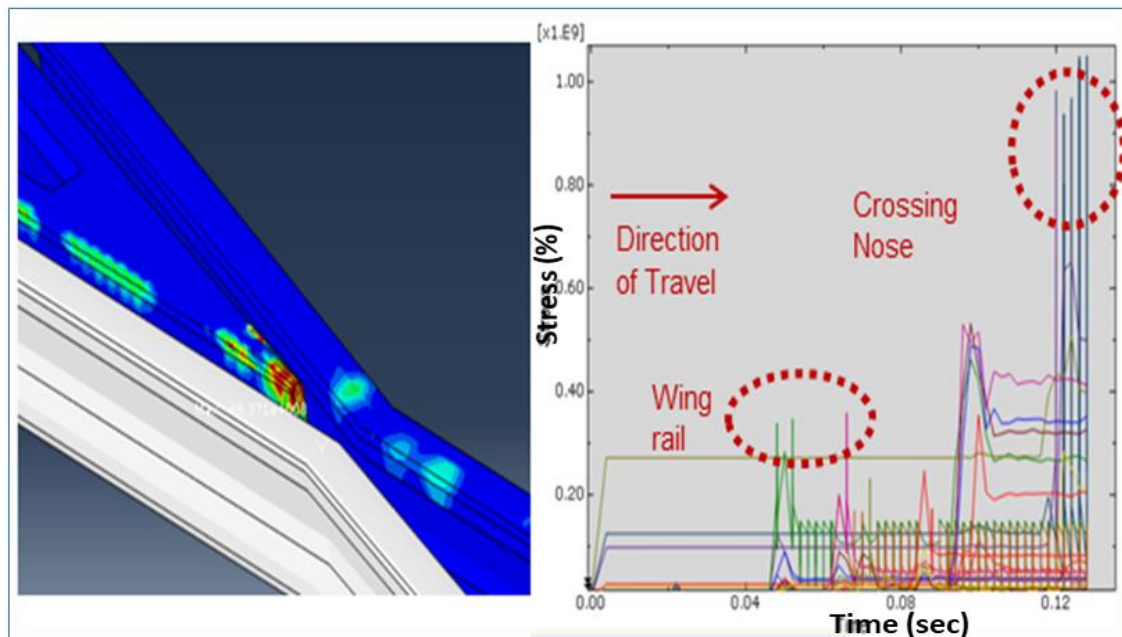 [x1.E9]
1.00
0.80
0.60
0.40
0.20
0.00
0.04
0.08
0.12
Stress (%)
Time (sec)
Direction
of Travel
Crossing
Nose
Wing
rail